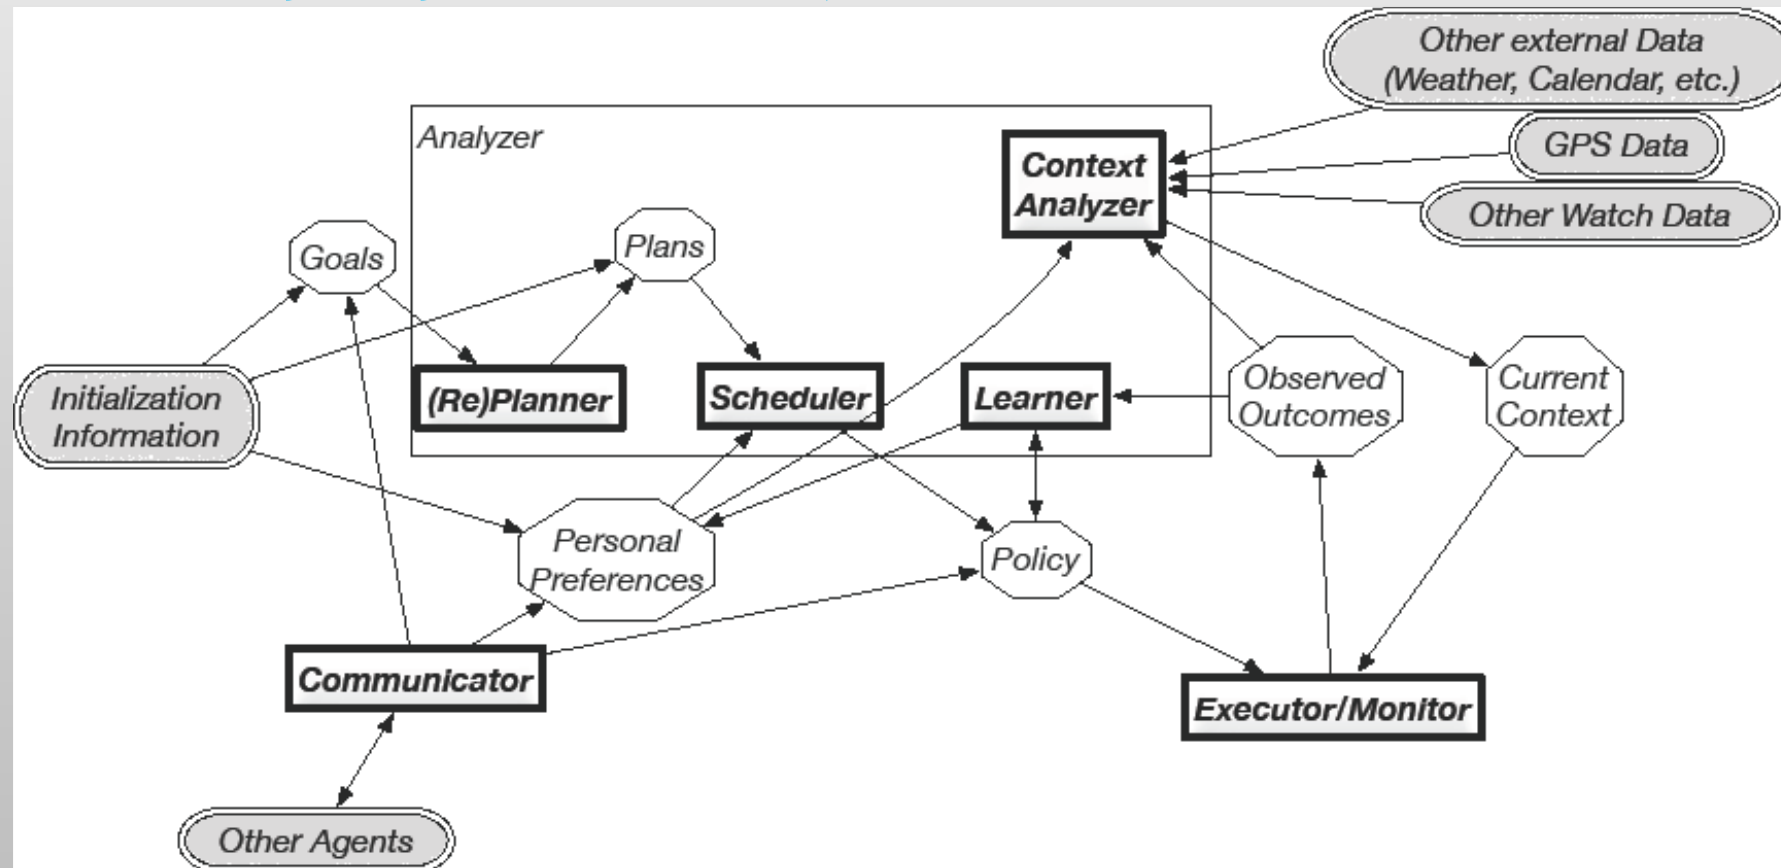 Other external Data
(Weather, Calendar, etc.)
Analyzer
Context
Analyzer
GPS Data
Other Watch Data
Goals
Plans
Initialization
Information
(Re)Planner
Scheduler
Learner
Observed
Outcomes
Current
Context
Personal
Preferences
Policy
Communicator
Executor/Monitor
Other Agents